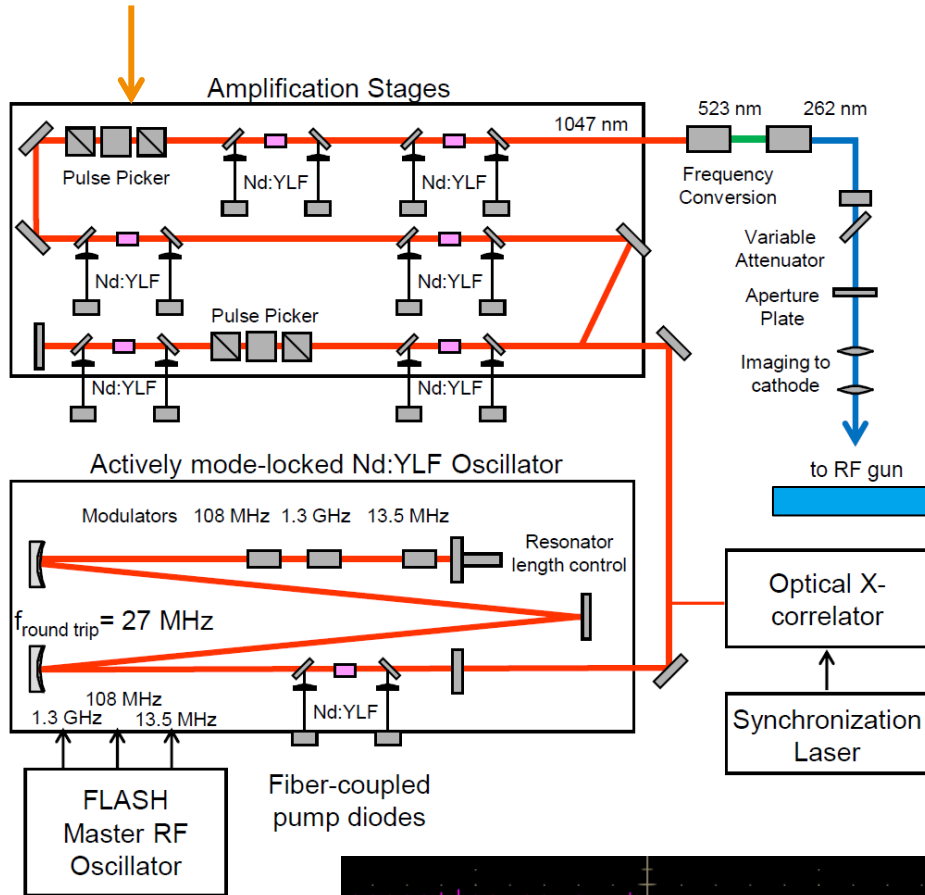 Amplification Stages
1047 nm
523 nm
262 nm
Pulse Picker
Nd:YLF
Nd:YLF
Frequency
Conversion
Variable
Attenuator
Nd:YLF
Nd:YLF
Aperture
Plate
Pulse Picker
Nd:YLF
Nd:YLF
Imaging to
cathode
to RF gun
Actively mode-locked Nd:YLF Oscillator
Modulators 108 MHz 1.3 GHz 13.5 MHz
Resonator
length control
f round trip = 27 MHz
Optical X-
correlator
Nd:YLF
108 MHz
1.3 GHz 13.5 MHz
Synchronization
Laser
FLASH
Master RF
Oscillator
Fiber-coupled
pump diodes